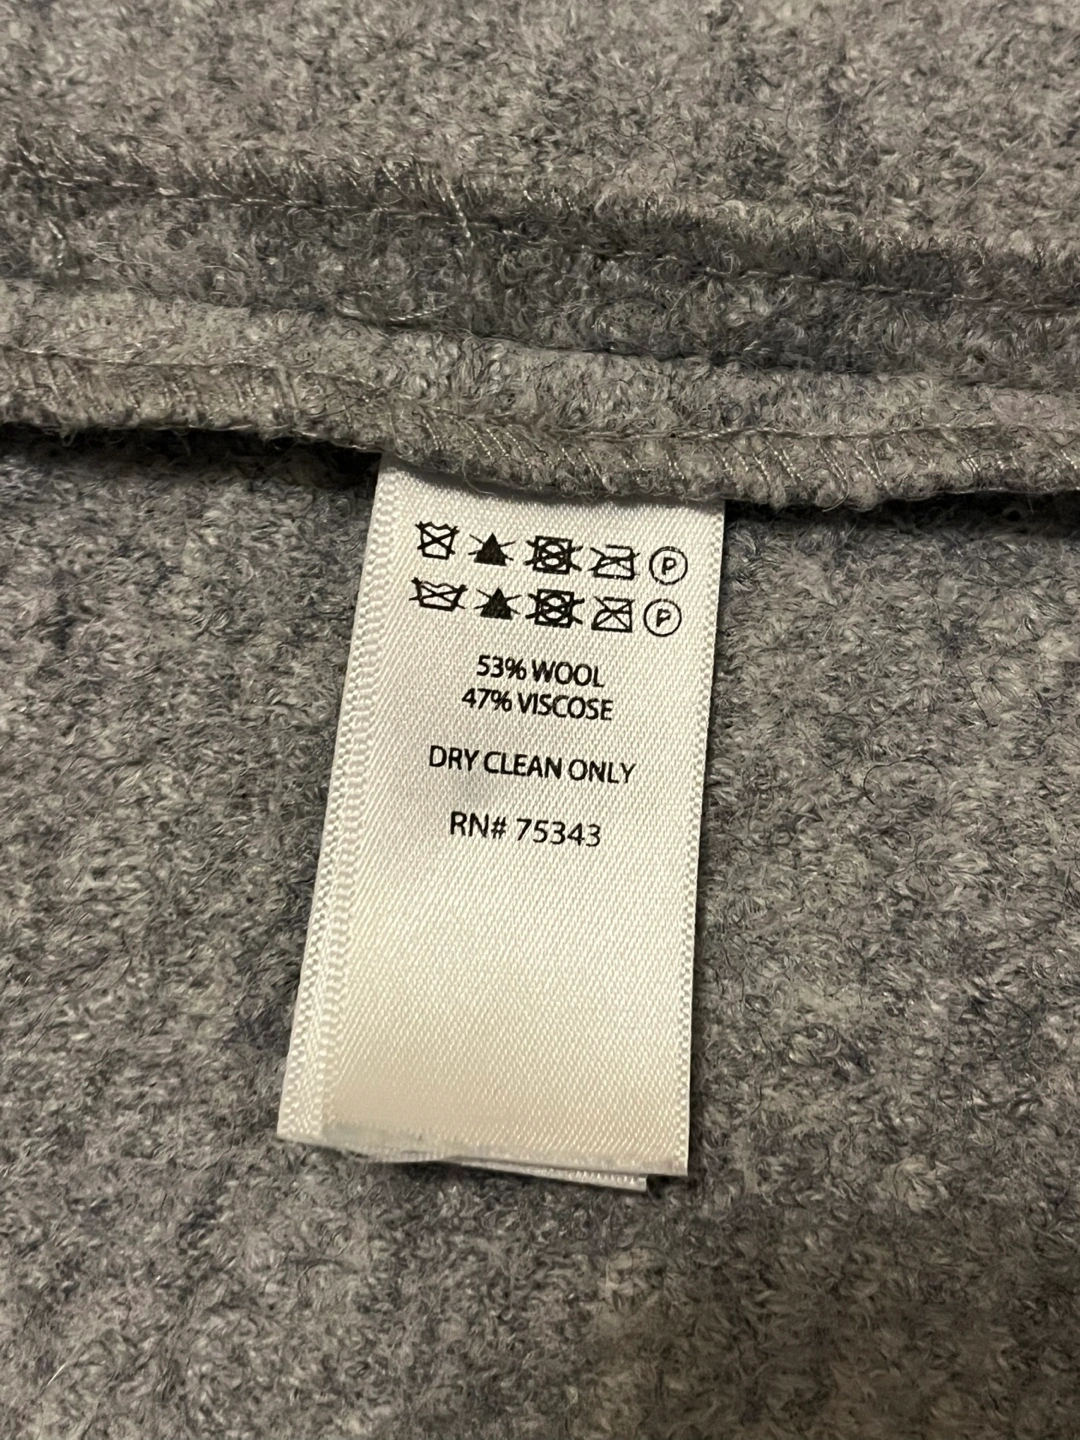 P
P
53% WOOL
47% VISCOSE
DRY CLEAN ONLY
RN# 75343